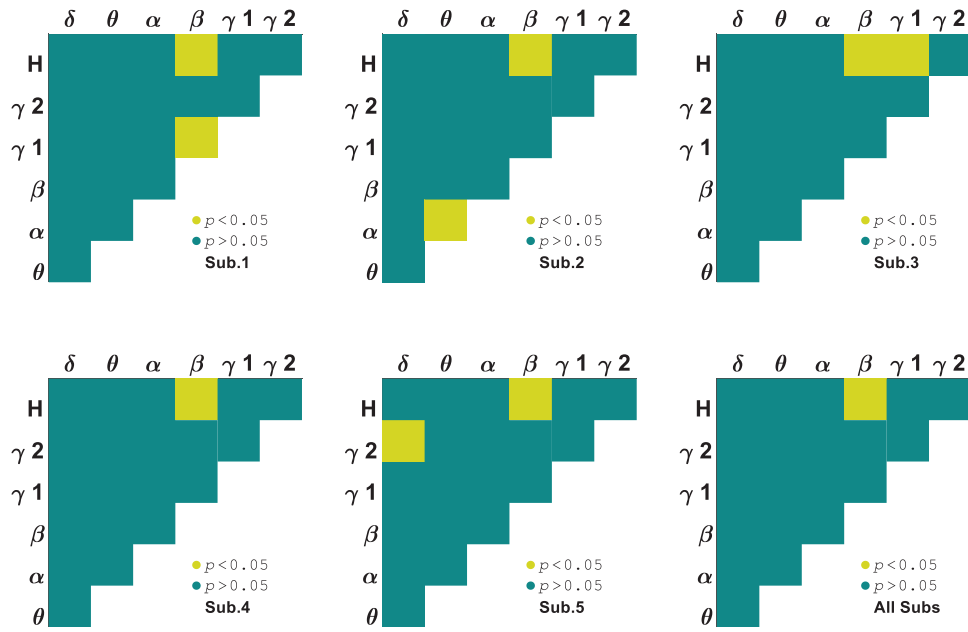 δ θ α β γ 1 γ 2
H
γ 2
γ 1
β
α
θ
p<0.05
p>0.05
Sub.1
δ θ α β γ 1 γ 2
H
γ 2
γ 1
β
α
θ
p<0.05
p>0.05
Sub.2
δ θ α β γ 1 γ 2
H
γ 2
γ 1
β
α
θ
p<0.05
p>0.05
Sub.3
δ θ α β γ 1 γ 2
H
γ 2
γ 1
β
α
θ
p<0.05
p>0.05
Sub.4
δ θ α β γ 1 γ 2
H
γ 2
γ 1
β
α
θ
p<0.05
p>0.05
Sub.5
δ θ α β γ 1 γ 2
H
γ 2
γ 1
β
α
θ
p<0.05
p>0.05
All Subs